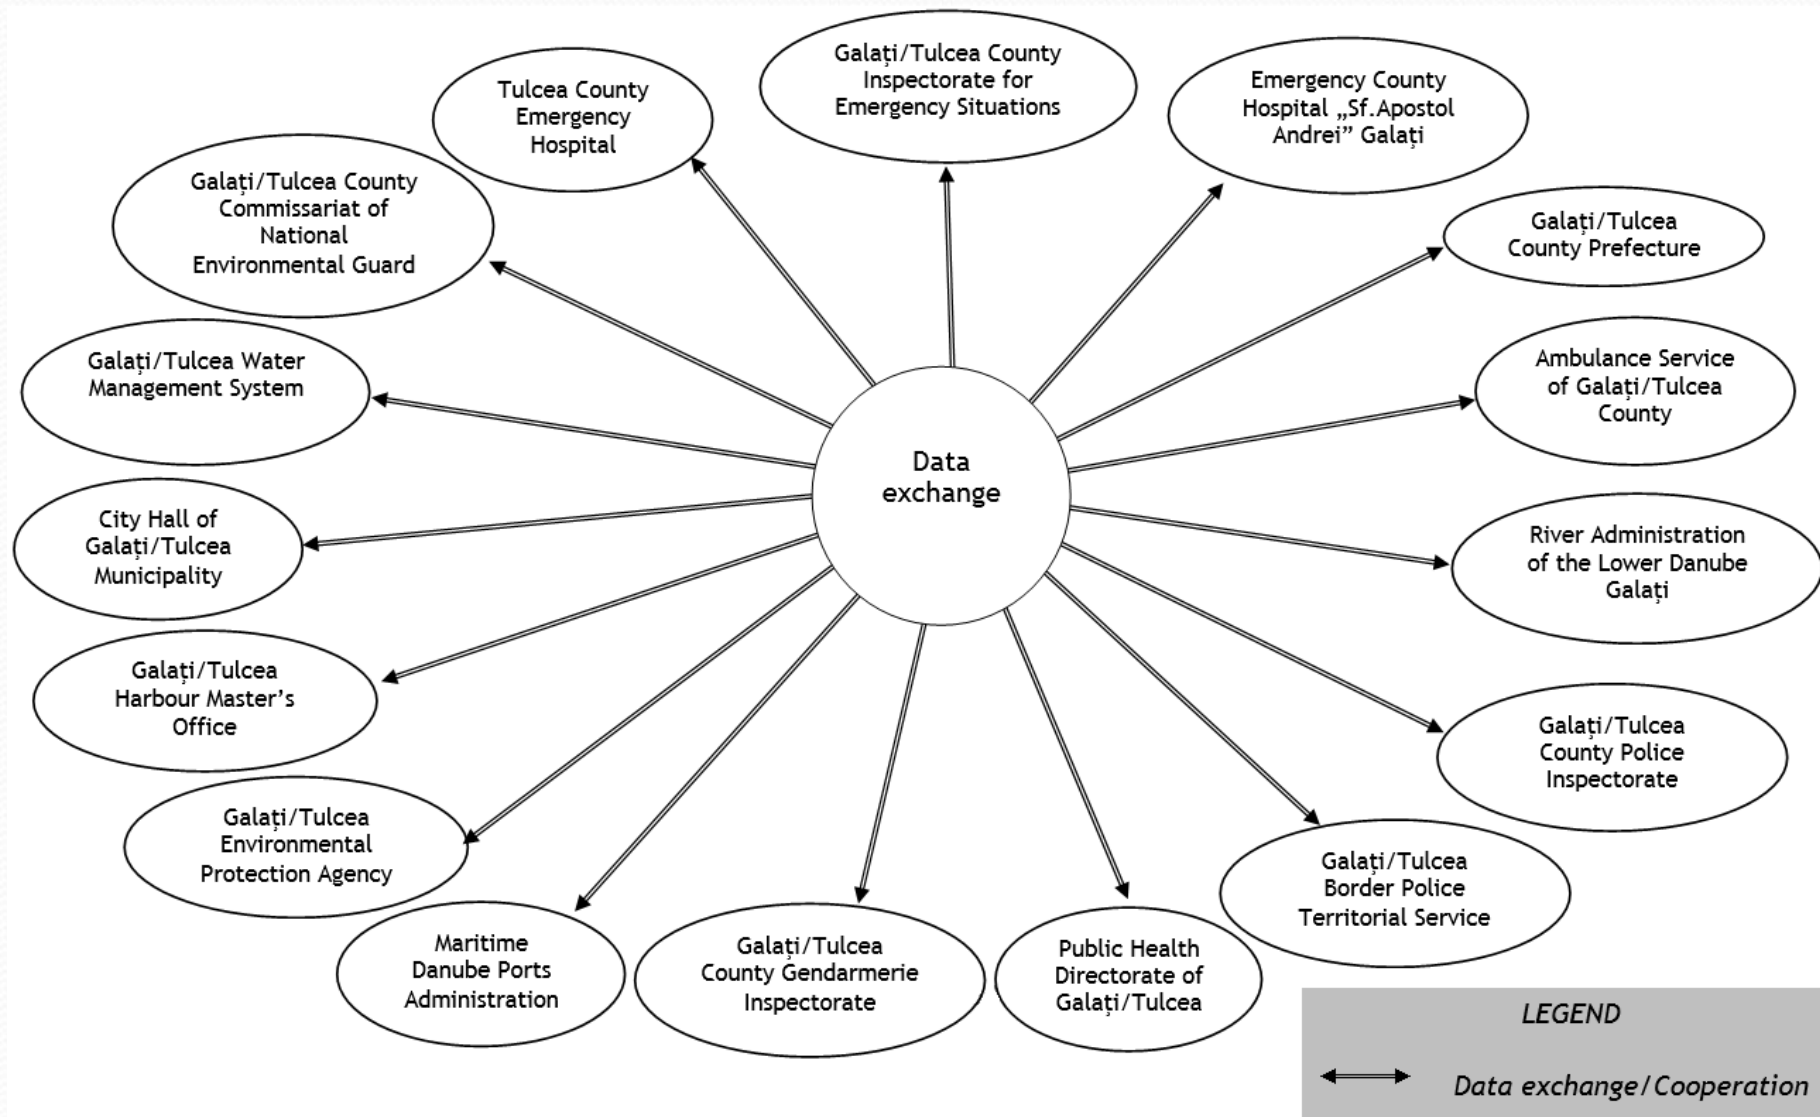 Galați/Tulcea County
Inspectorate for
Emergency Situations
Emergency County
Hospital „Sf.Apostol
Andrei” Galați
Galați/Tulcea
County Prefecture
Ambulance Service
of Galați/Tulcea
County
River Administration
of the Lower Danube
Galați
Galați/Tulcea
County Police
Inspectorate
Galați/Tulcea
Border Police
Territorial Service
Public Health
Directorate of
Galați/Tulcea
Galați/Tulcea
County Gendarmerie
Inspectorate
Maritime
Danube Ports
Administration
Galați/Tulcea
Environmental
Protection Agency
Galați/Tulcea
Harbour Master’s
Office
City Hall of
Galați/Tulcea
Municipality
Galați/Tulcea Water
Management System
Galați/Tulcea County
Commissariat of
National
Environmental Guard
Tulcea County
Emergency
Hospital
Data
exchange
LEGEND
Data exchange/Cooperation